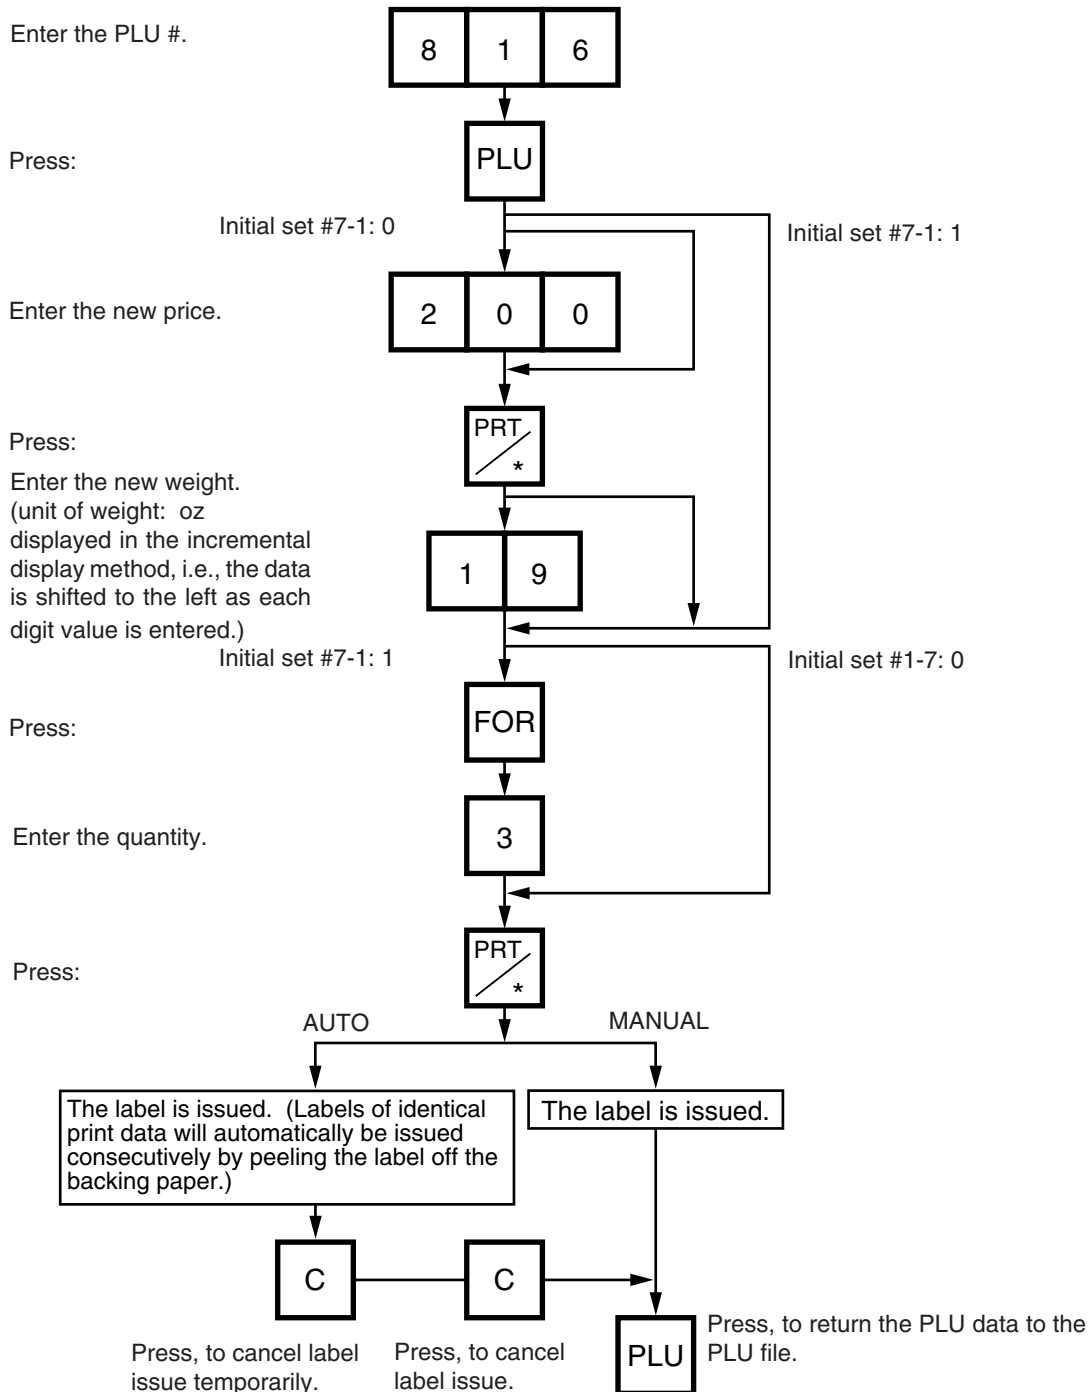 Enter the PLU #.
8 1 6
Press:
PLU
Initial set #7-1: 0
Initial set #7-1: 1
Enter the new price.
2 0 0
Press:
PRT
*
Enter the new weight.
(unit of weight: oz
displayed in the incremental
display method, i.e., the data
is shifted to the left as each
digit value is entered.)
1 9
Initial set #7-1: 1
Initial set #1-7: 0
Press:
FOR
Enter the quantity.
3
Press:
PRT
*
AUTO
MANUAL
The label is issued. (Labels of identical
print data will automatically be issued
consecutively by peeling the label off the
backing paper.)
The label is issued.
C
C
Press, to cancel label
issue temporarily.
Press, to cancel
label issue.
PLU
Press, to return the PLU data to the
PLU file.